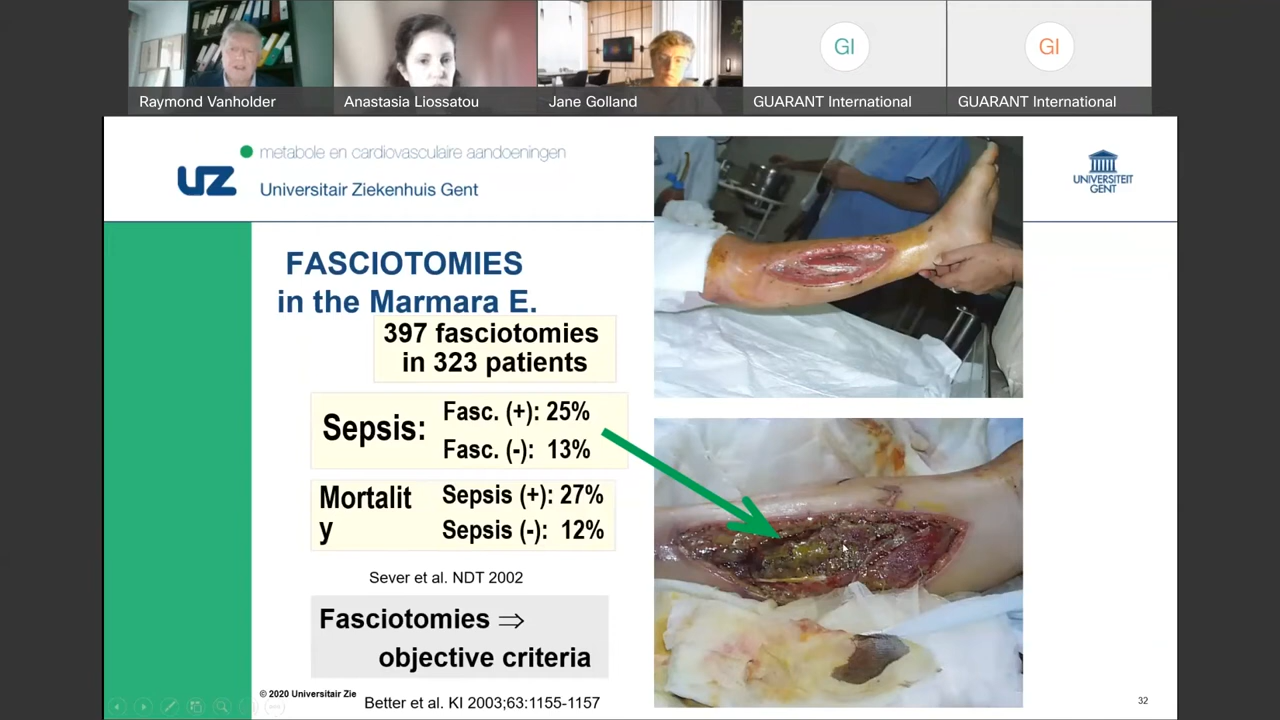 Raymond Vanholder
Anastasia Liossatou
Jane Golland
GI
GUARANT International
GI
GUARANT International
metabole en cardiovasculaire aandoeningen
UZ
Universitair Ziekenhuis Gent
UNIVERSITEIT
GENT
FASCIOTOMIES
in the Marmara E.
397 fasciotomies
in 323 patients
Sepsis:
Fasc. (+): 25%
Fasc. (-): 13%
Mortalit
y
Sepsis (+): 27%
Sepsis (-): 12%
Sever et al. NDT 2002
Fasciotomies ⇒
objective criteria
© 2020 Universitair Zie
Better et al. KI 2003;63:1155-1157
32